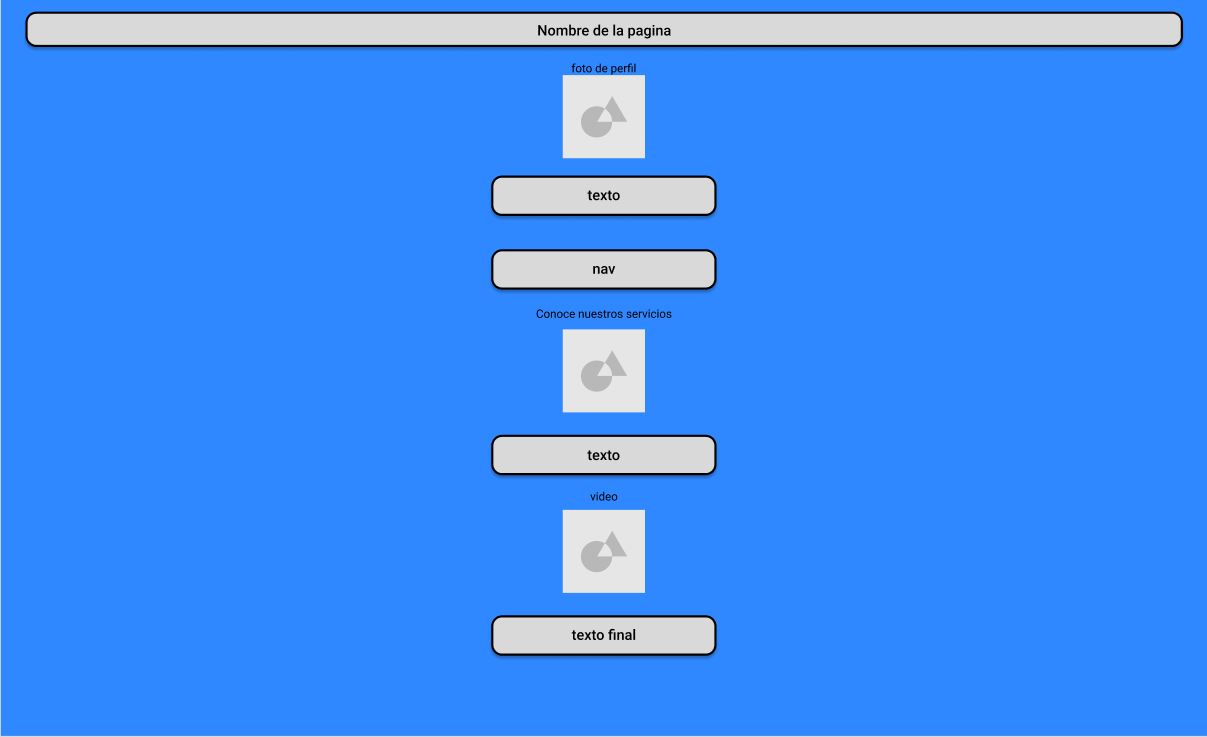 Nombre de la pagina
foto de perfil
texto
nav
Conoce nuestros servicios
texto
video
texto final